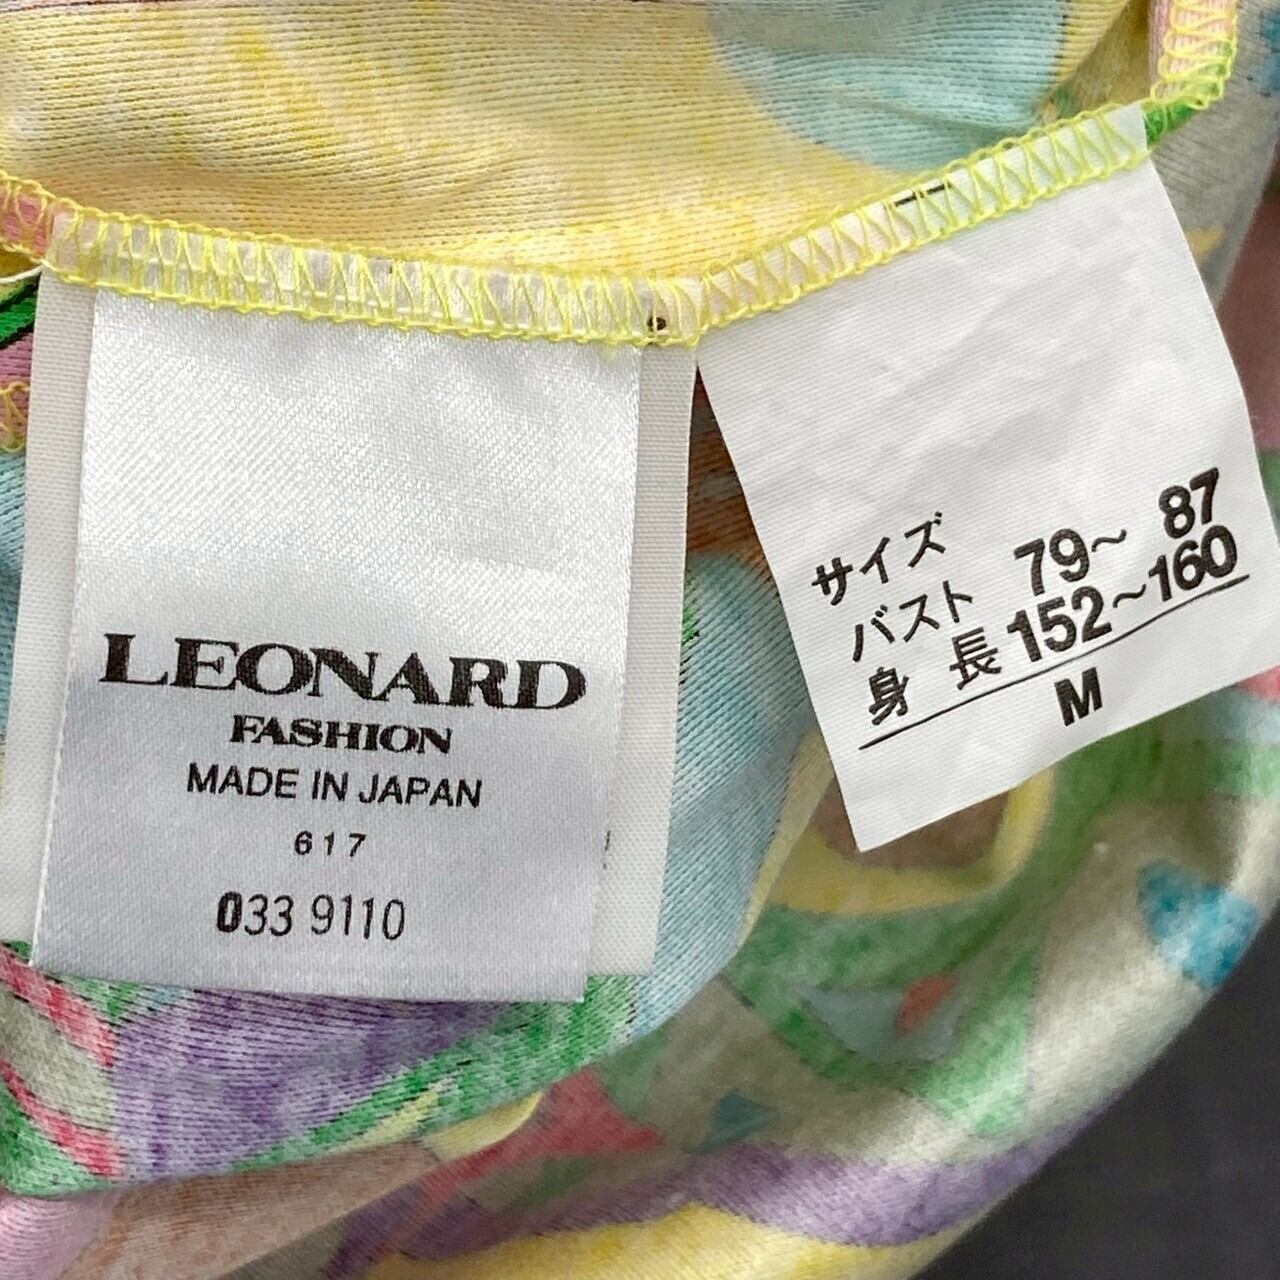 LEONARD
FASHION
MADE IN JAPAN
617
033 9110
サイズ
バスト 79~ 87
身 長 152~160
M